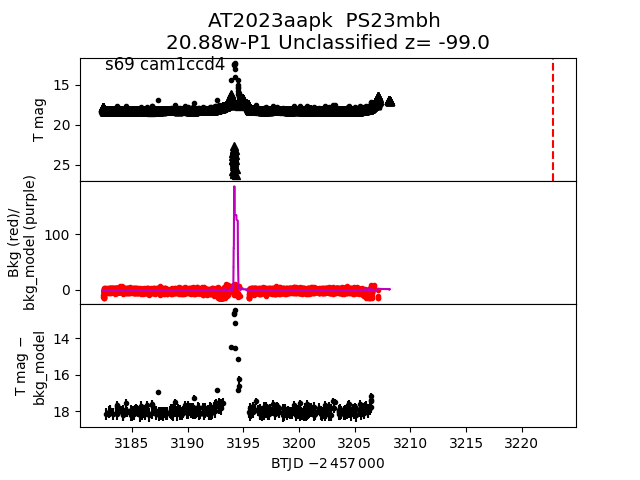 AT2023aapk  PS23mbh
20.88w-P1 Unclassified z= -99.0
s69 cam1ccd4
T mag
15
20
25
Bkg (red)/
bkg_model (purple)
100
0
T mag −
bkg_model
14
16
18
3185
3190
3195
3200
3205
3210
3215
3220
BTJD −2 457 000